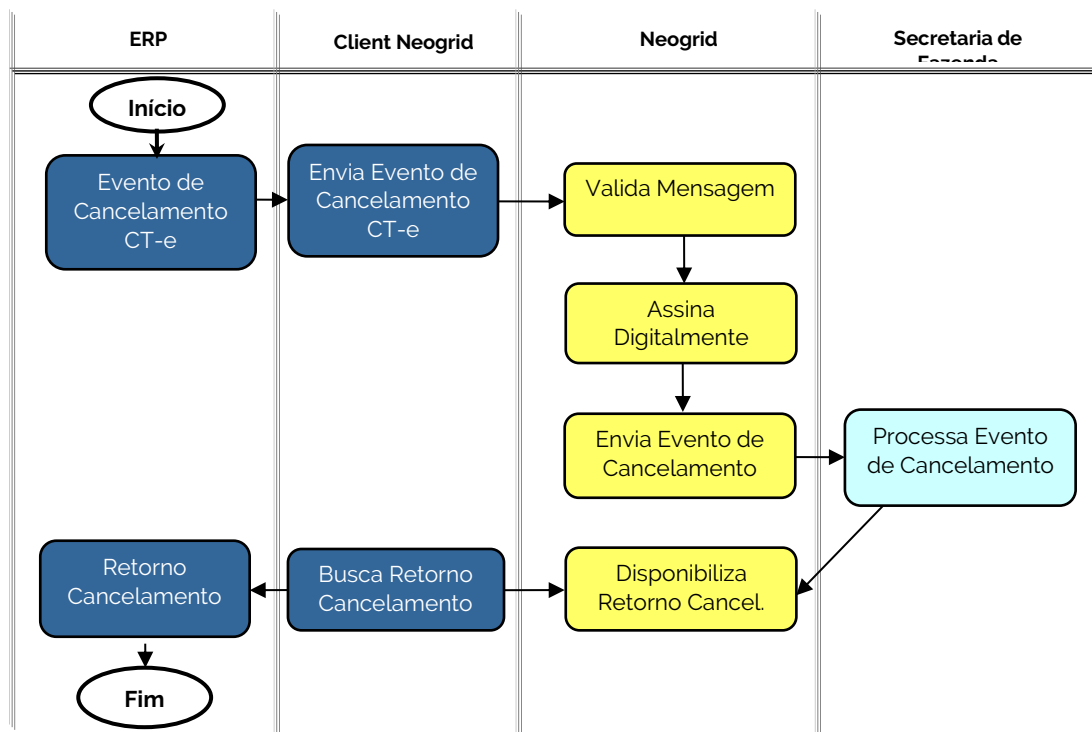 ERP
Client Neogrid
Neogrid
Secretaria de
Fazenda
Início
Evento de
Cancelamento
CT-e
Envia Evento de
Cancelamento
CT-e
Valida Mensagem
Assina
Digitalmente
Envia Evento de
Cancelamento
Processa Evento
de Cancelamento
Retorno
Cancelamento
Busca Retorno
Cancelamento
Disponibiliza
Retorno Cancel.
Fim